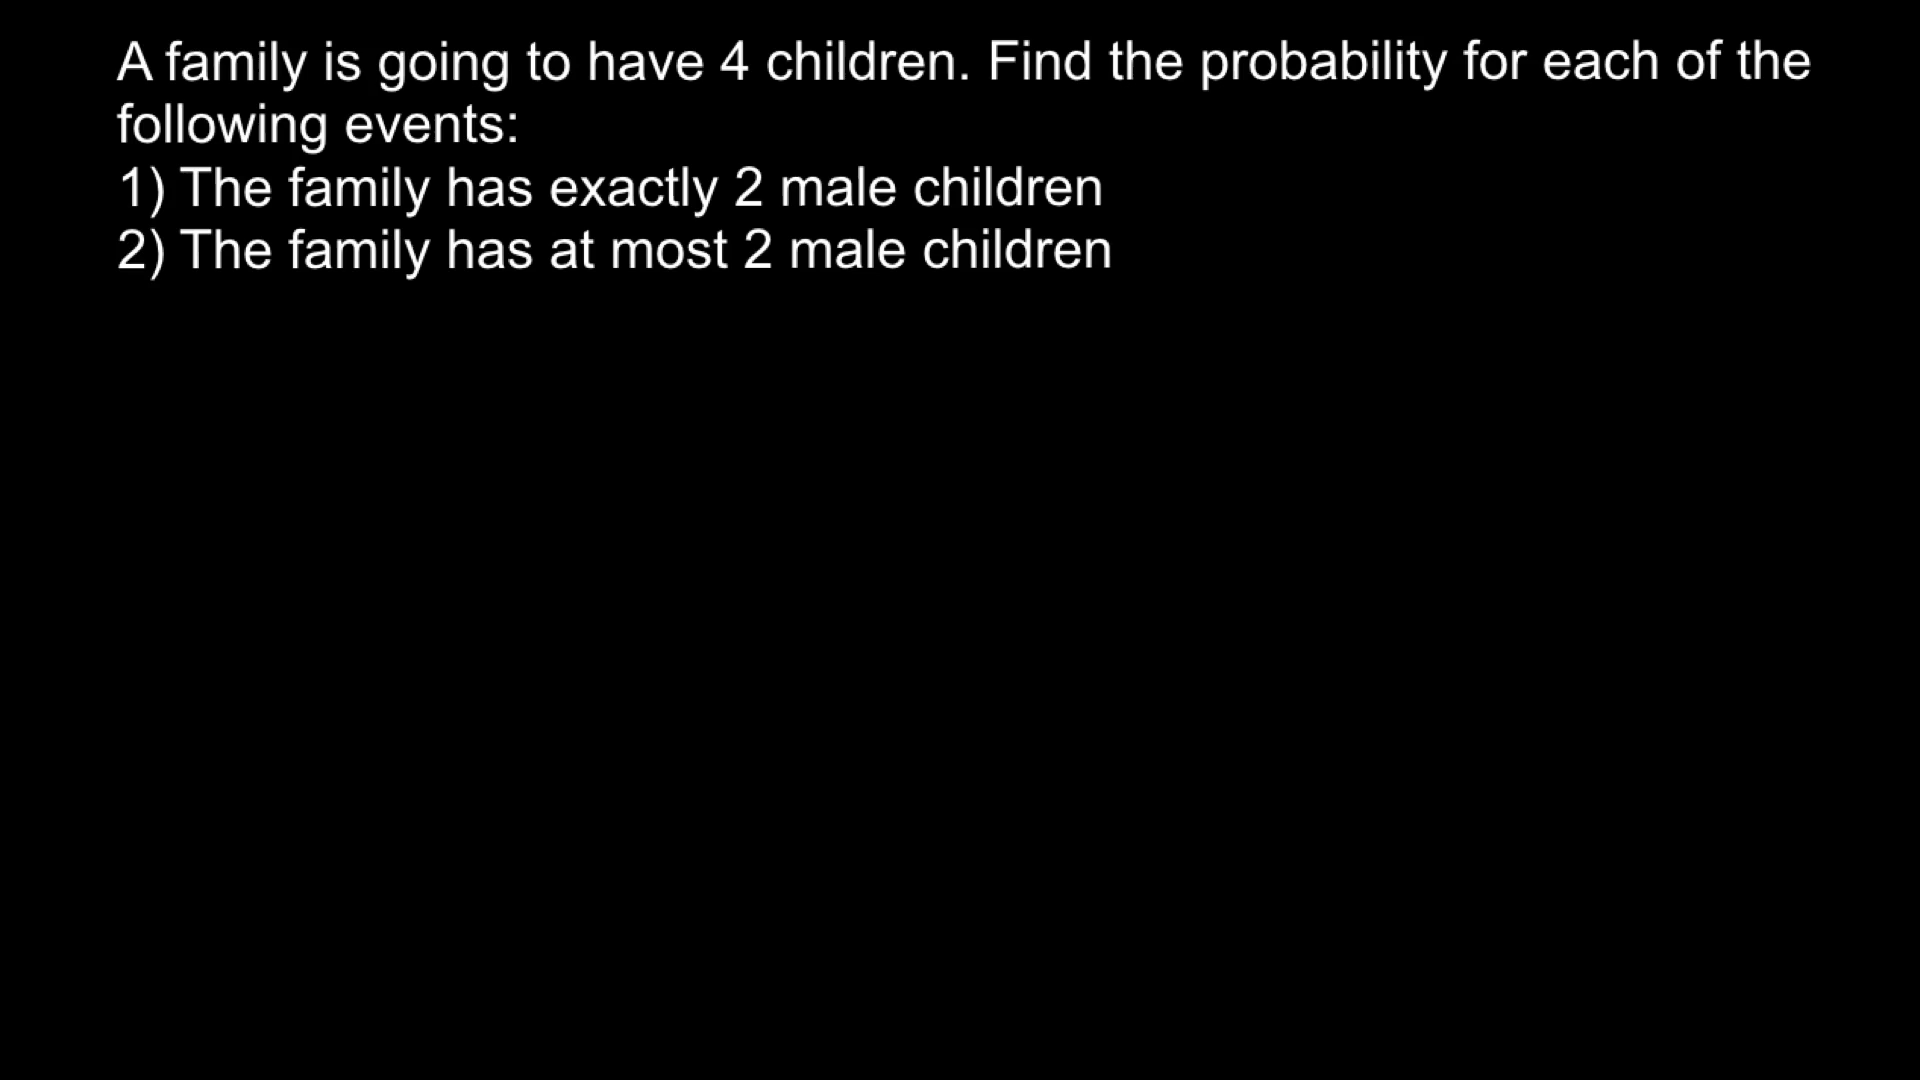 A family is going to have 4 children. Find the probability for each of the
following events:
1) The family has exactly 2 male children
2) The family has at most 2 male children